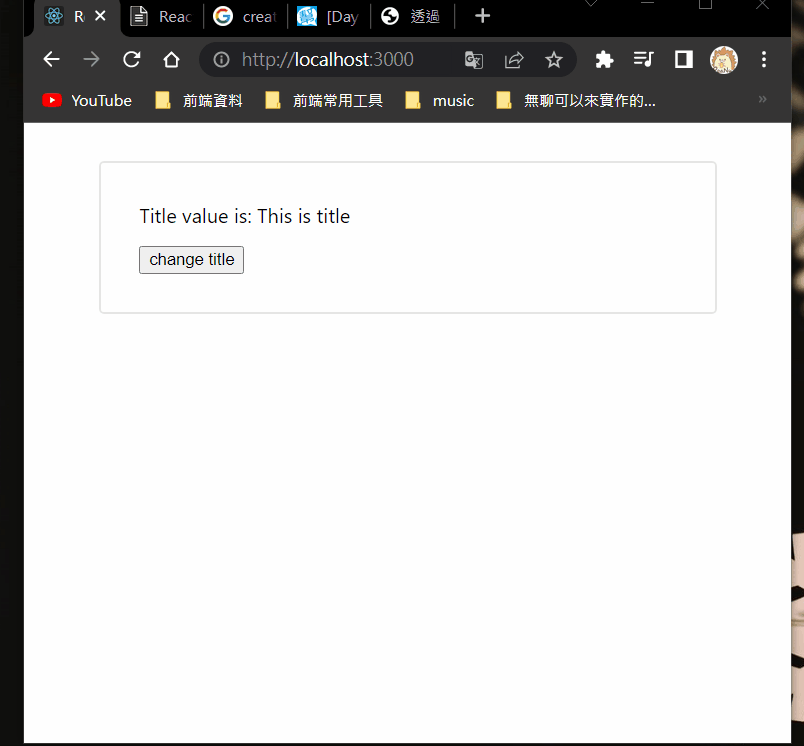 Reac
creat
[Day
透過
http://localhost:3000
YouTube
前端資料
前端常用工具
music
無聊可以來實作的...
»
Title value is: This is title
change title